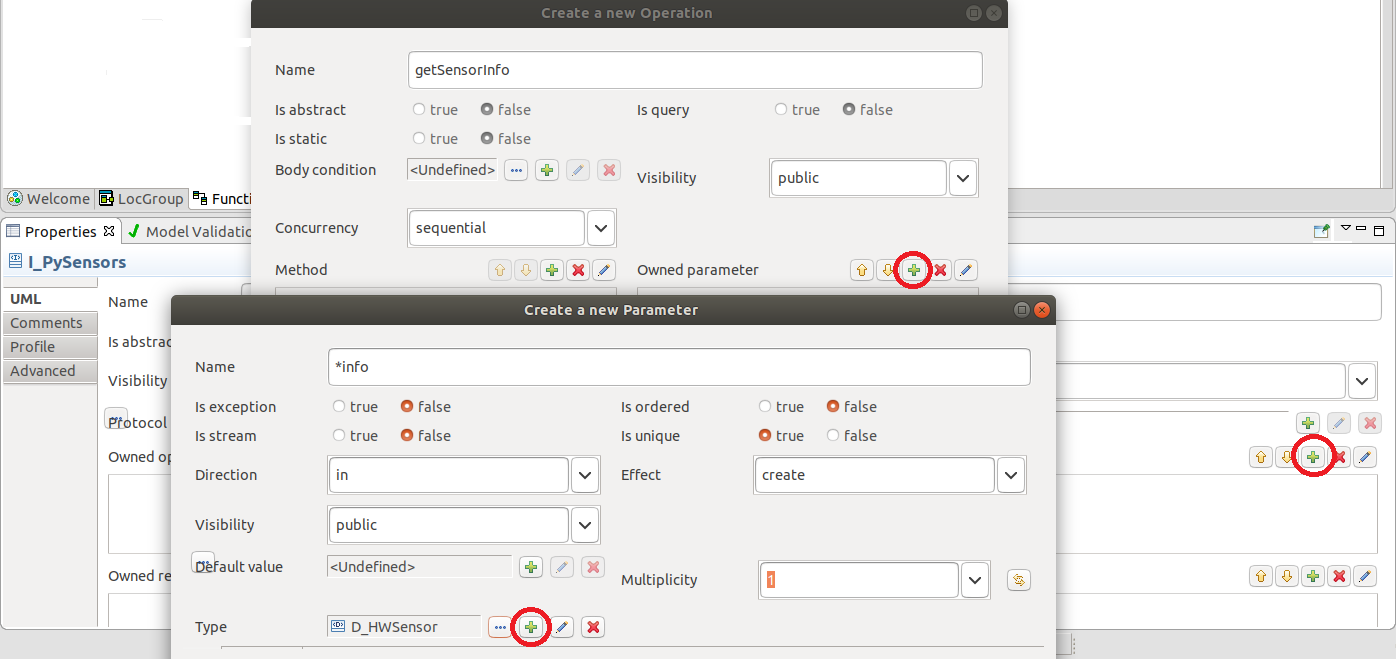 Create a new Operation
Name getSensorInfo
Is abstract true false Is query true false
Is static true false
Body condition <Undefined> ...
Visibility public
Welcome LocGroup Functi
Concurrency sequential
Properties Model Validatio
I_PySensors
Method Owned parameter
UML
Comments
Profile
Advanced
Name
Is abstrac
Visibility
Protocol
Owned op
Owned re
Create a new Parameter
Name *info
Is exception true false Is ordered true false
Is stream true false Is unique true false
Direction in Effect create
Visibility public
Default value <Undefined>
Multiplicity 1
Type D_HWSensor ...